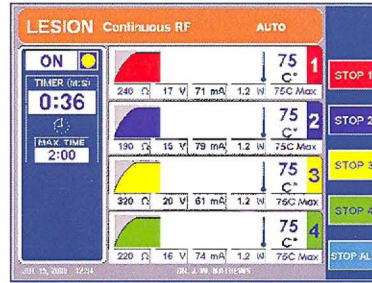 LESION Continuous RF AUTO
ON
TIMER (M:S)
0:36
MAX. TIME
2:00
75 C° 1
240 Ω 17 V 71 mA 1.2 W 75C Max
STOP 1
75 C° 2
190 Ω 15 V 79 mA 1.2 W 75C Max
STOP 2
75 C° 3
320 Ω 20 V 61 mA 1.2 W 75C Max
STOP 3
75 C° 4
220 Ω 16 V 74 mA 1.2 W 75C Max
STOP 4
STOP ALL
DR. J. W. MATHEWS